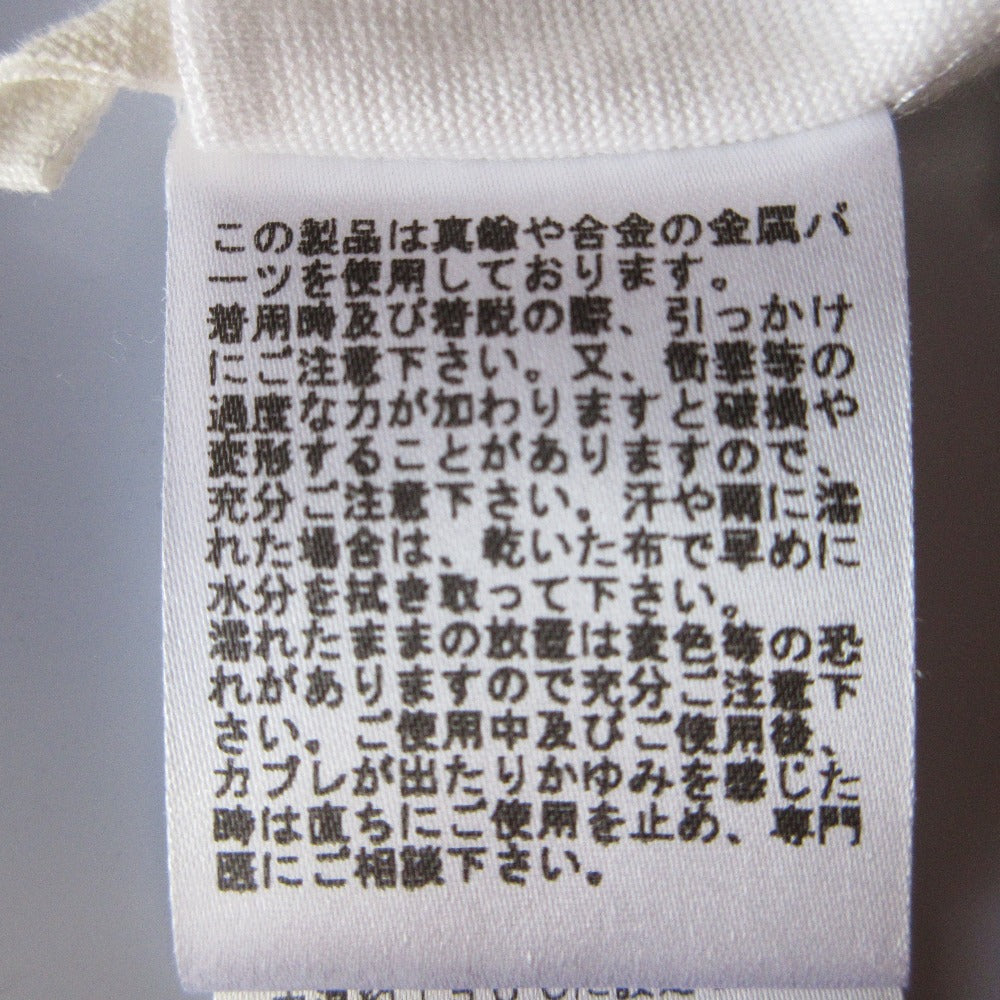 この製品は真鍮や合金の金属パ
ーツを使用しております。
着用時及び着脱の際、引っかけ
にご注意下さい。又、衝撃等の
過度な力が加わりますと破損や
変形することがありますので、
充分ご注意下さい。汗や雨に濡
れた場合は、乾いた布で早めに
水分を拭き取って下さい。
濡れたままの放置は変色等の恐
れがありますので充分ご注意下
さい。ご使用中及びご使用後、
カブレが出たりかゆみを感じた
時は直ちにご使用を止め、専門
医にご相談下さい。